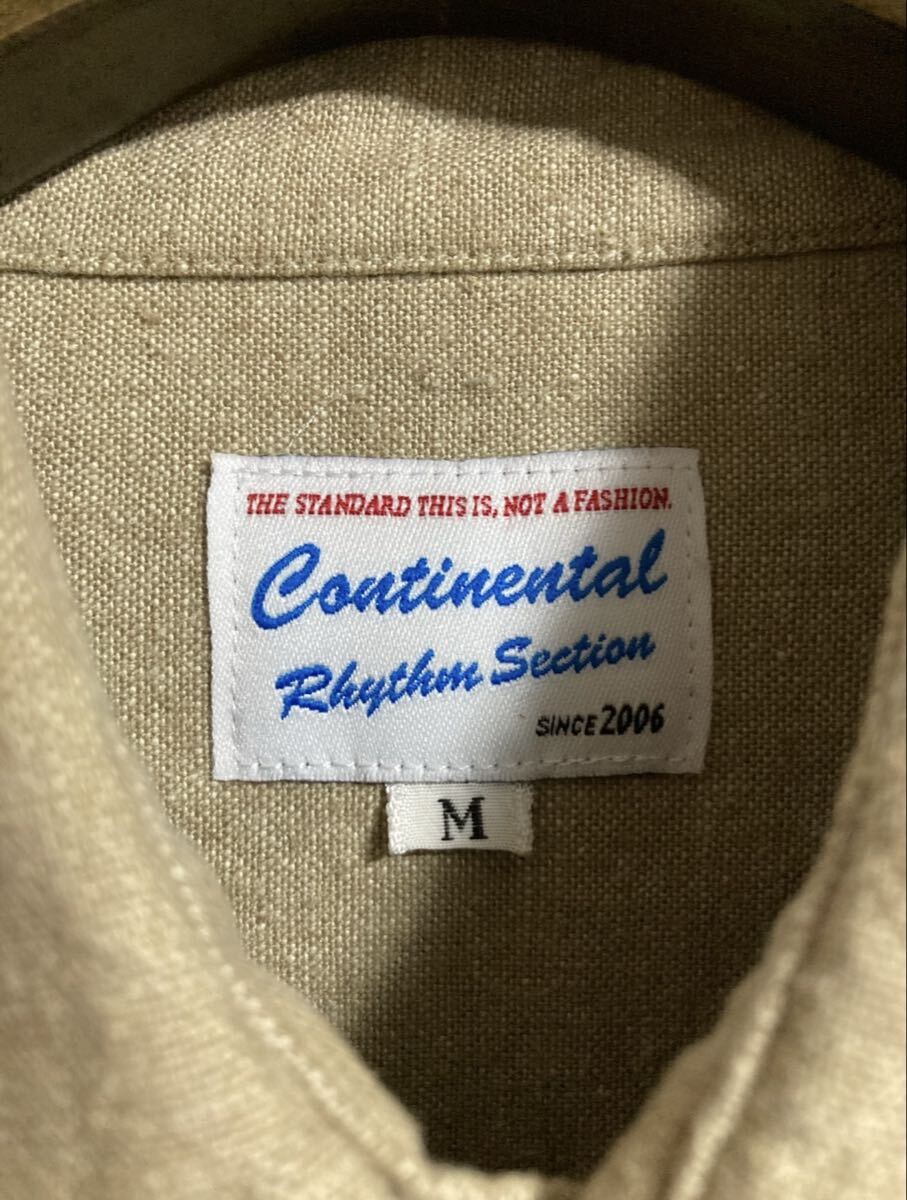 THE STANDARD THIS IS, NOT A FASHION.
Continental
Rhythm Section
SINCE 2006
M